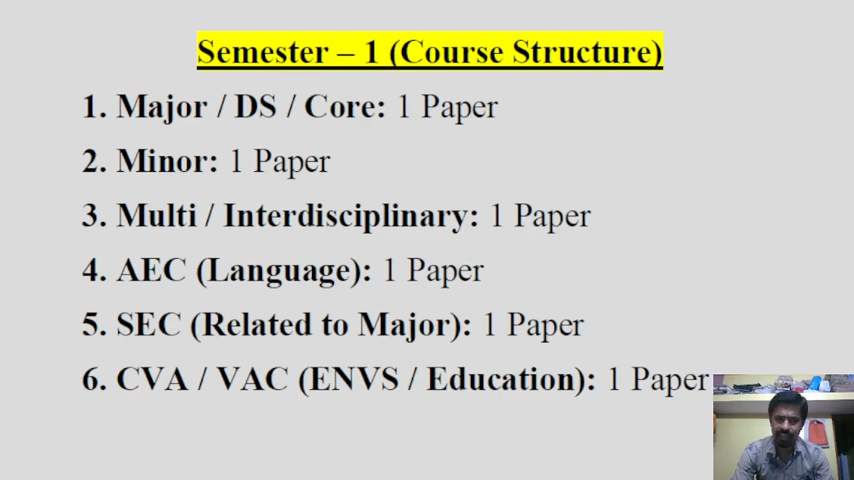 Semester – 1 (Course Structure)
1. Major / DS / Core: 1 Paper
2. Minor: 1 Paper
3. Multi / Interdisciplinary: 1 Paper
4. AEC (Language): 1 Paper
5. SEC (Related to Major): 1 Paper
6. CVA / VAC (ENVS / Education): 1 Paper